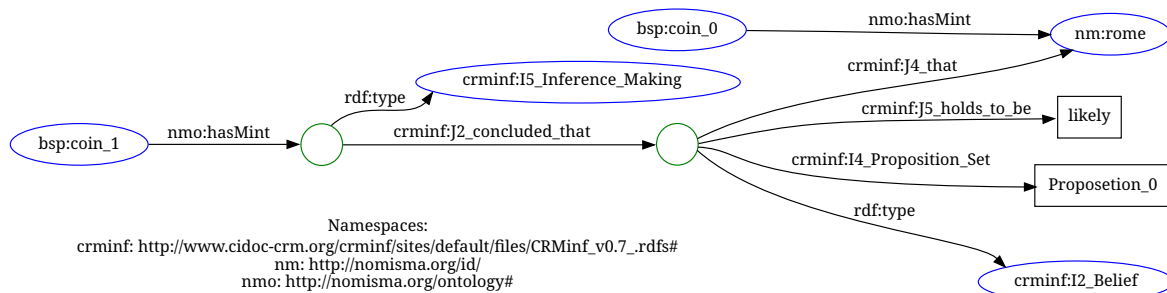 bsp:coin_0
nmo:hasMint
nm:rome
crminf:J4_that
crminf:I5_Inference_Making
rdf:type
crminf:J5_holds_to_be
likely
bsp:coin_1
nmo:hasMint
crminf:J2_concluded_that
crminf:I4_Proposition_Set
Proposetion_0
rdf:type
crminf:I2_Belief
Namespaces:
crminf: http://www.cidoc-crm.org/crminf/sites/default/files/CRMinf_v0.7_.rdfs#
nm: http://nomisma.org/id/
nmo: http://nomisma.org/ontology#